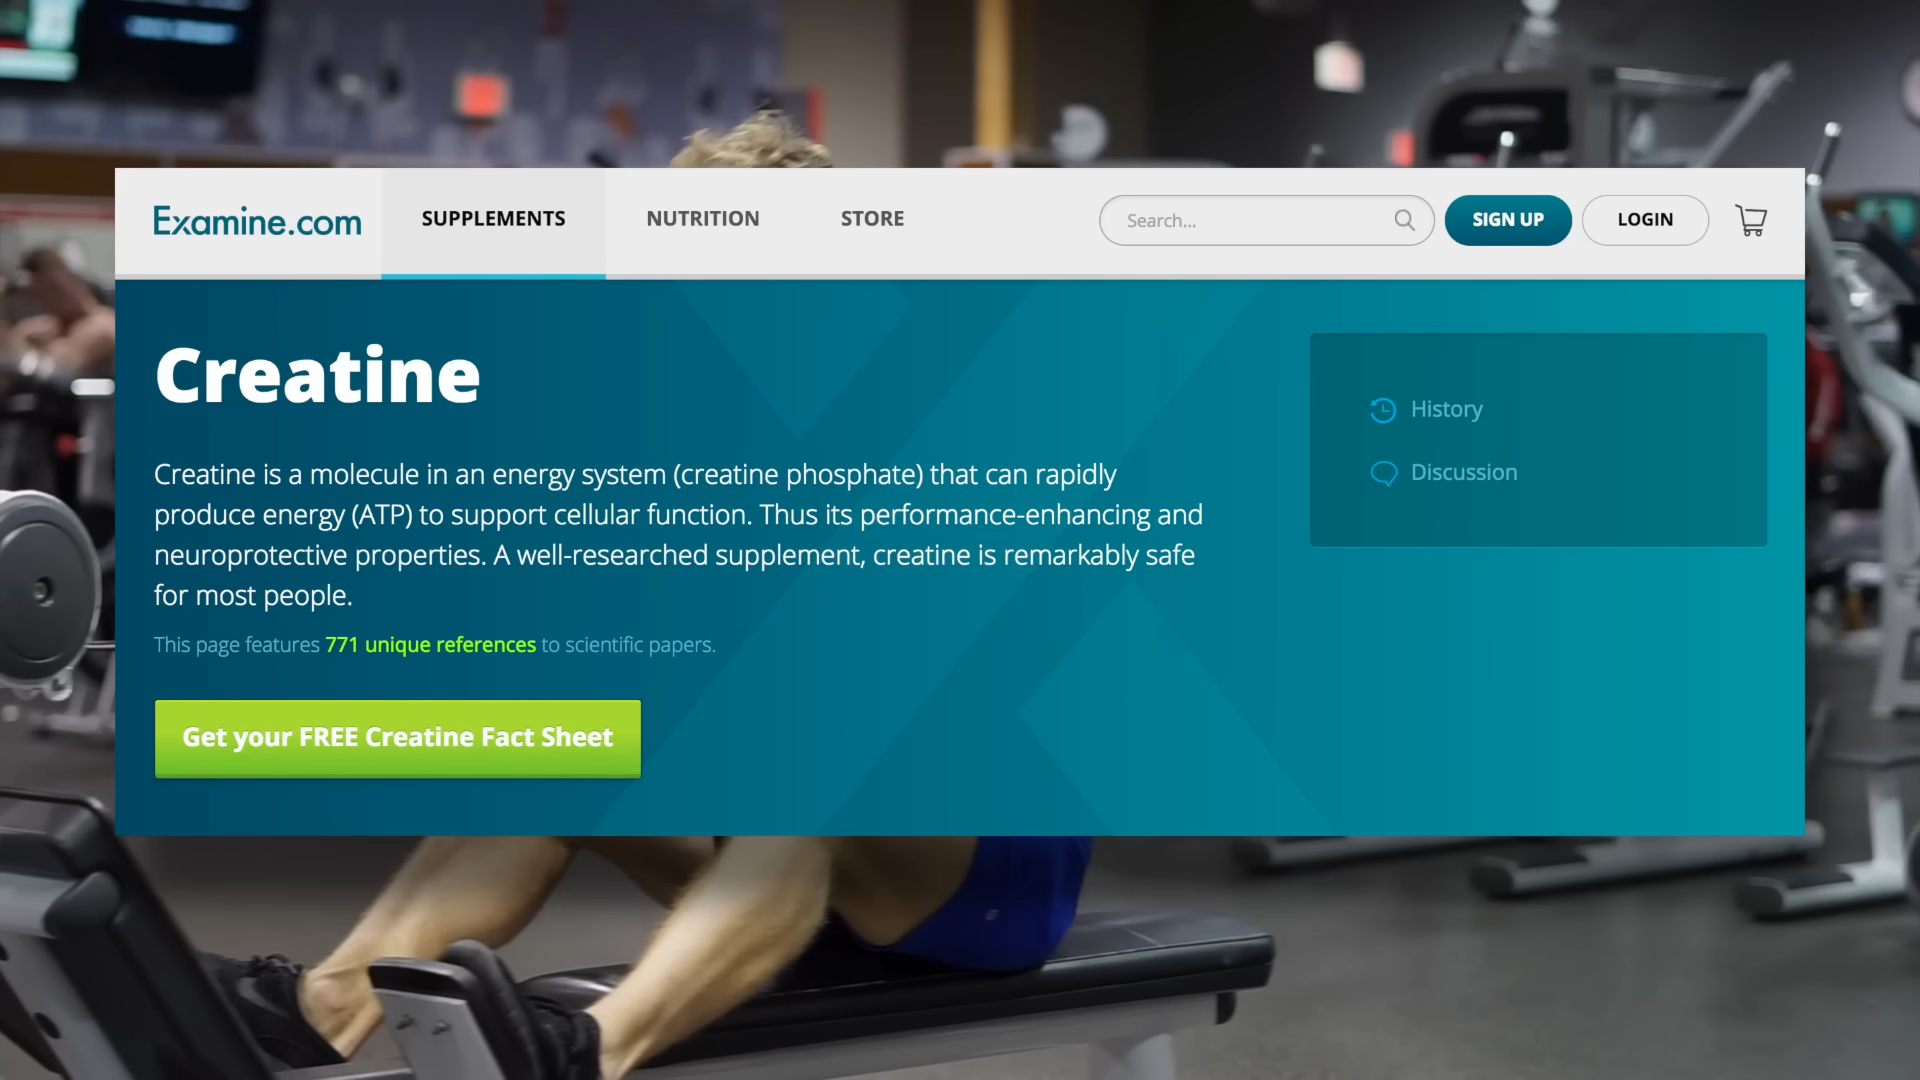 Examine.com
SUPPLEMENTS
NUTRITION
STORE
Search...
SIGN UP
LOGIN
Creatine
Creatine is a molecule in an energy system (creatine phosphate) that can rapidly
produce energy (ATP) to support cellular function. Thus its performance-enhancing and
neuroprotective properties. A well-researched supplement, creatine is remarkably safe
for most people.
This page features 771 unique references to scientific papers.
Get your FREE Creatine Fact Sheet
History
Discussion